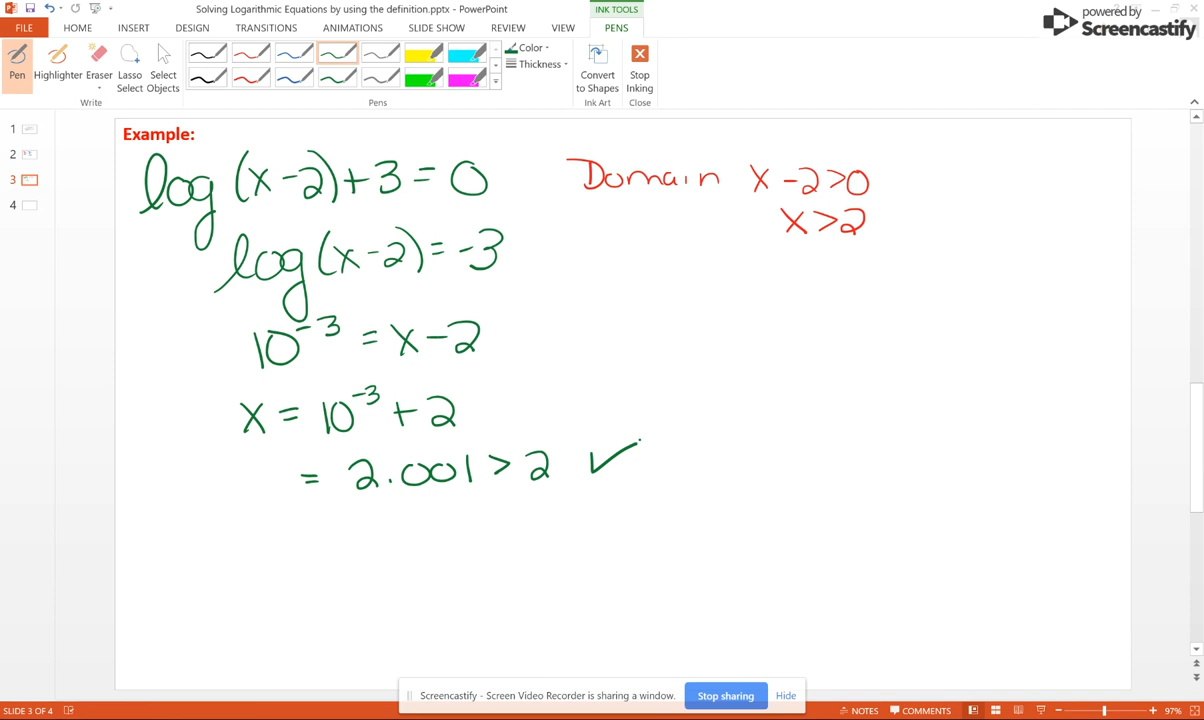 Solving Logarithmic Equations by using the definition.pptx - PowerPoint
INK TOOLS
powered by
Screencastify
FILE HOME INSERT DESIGN TRANSITIONS ANIMATIONS SLIDE SHOW REVIEW VIEW PENS
Pen Highlighter Eraser Lasso Select Select Objects
Color
Thickness
Convert to Shapes
Stop Inking
Write Pens Ink Art Close
1
2
3
4
Example:
log (x-2)+3=0
Domain x-2>0
x>2
log (x-2) = -3
10⁻³ = x-2
x = 10⁻³ + 2
= 2.001 > 2 ✓
Screencastify - Screen Video Recorder is sharing a window. Stop sharing Hide
SLIDE 3 OF 4 NOTES COMMENTS 97%